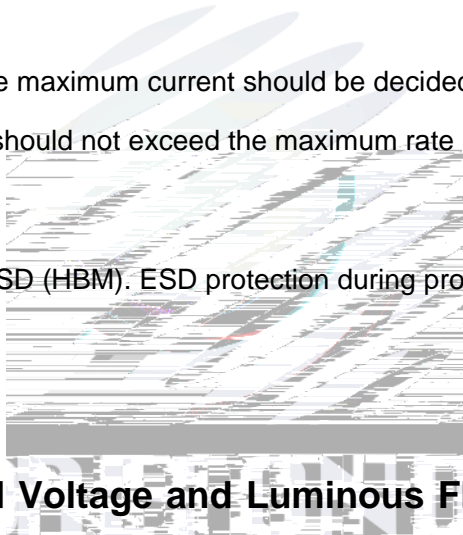 e maximum current should be decided
should not exceed the maximum rate
SD (HBM). ESD protection during pro
Voltage and Luminous F